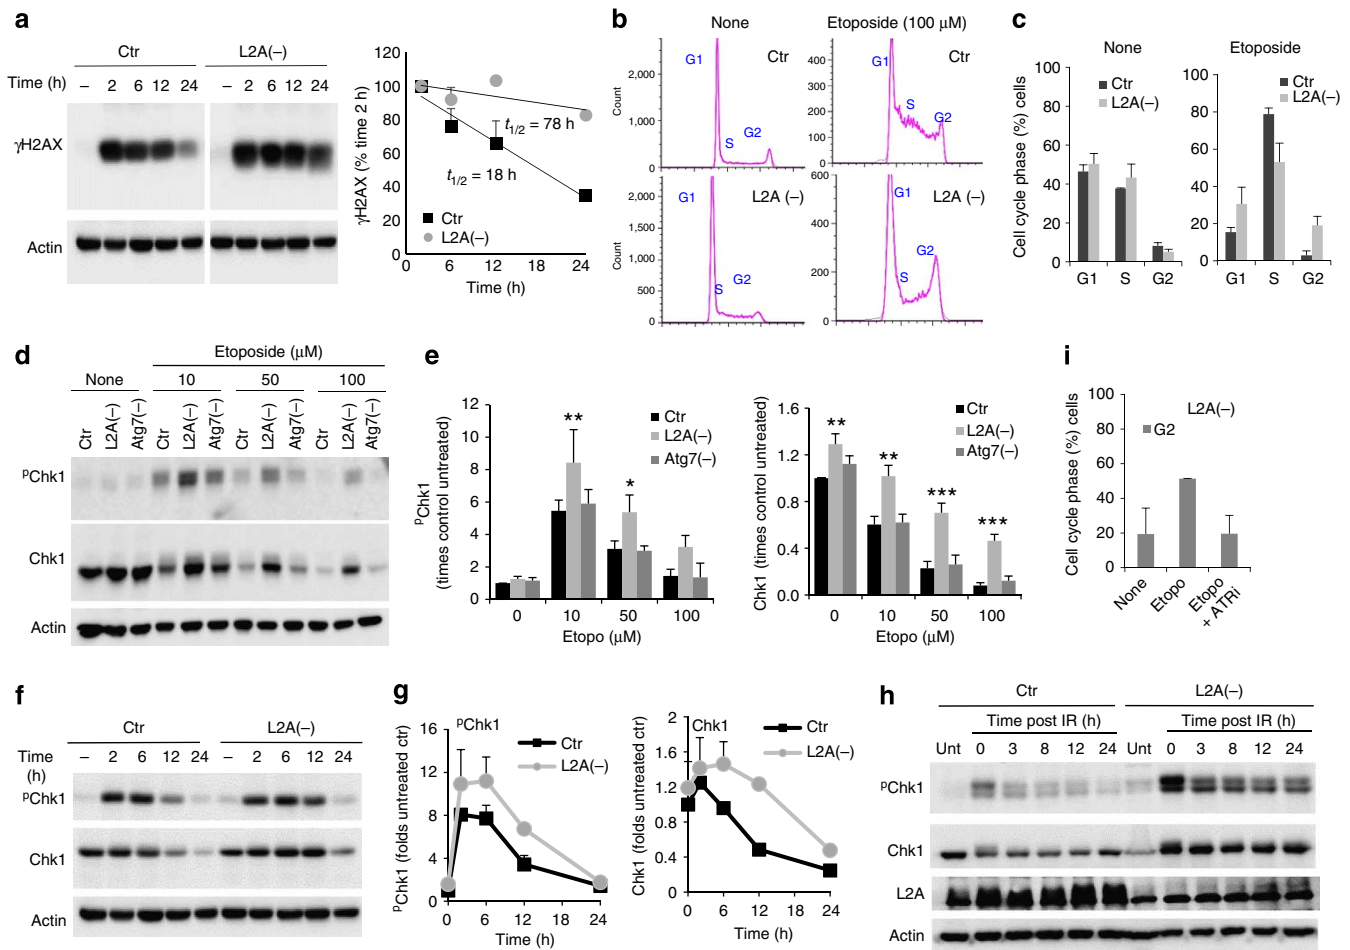 a
Ctr
L2A(–)
Time (h)
– 2 6 12 24 – 2 6 12 24
γH2AX
Actin
γH2AX (% time 2 h)
120
100
80
60
40
20
0
t1/2 = 78 h
t1/2 = 18 h
Ctr
L2A(–)
0 6 12 18 24
Time (h)
b
None
Etoposide (100 μM)
Count
2,000
1,000
0
G1
S
G2
Ctr
400
300
200
100
0
G1
S
G2
Ctr
Count
2,000
1,500
1,000
500
0
G1
S
G2
L2A (–)
600
400
200
0
G1
S
G2
L2A (–)
c
None
Etoposide
Cell cycle phase (%) cells
100
80
60
40
20
0
Ctr
L2A(–)
G1 S G2
100
80
60
40
20
0
Ctr
L2A(–)
G1 S G2
d
Etoposide (μM)
None 10 50 100
Ctr L2A(–) Atg7(–) Ctr L2A(–) Atg7(–) Ctr L2A(–) Atg7(–) Ctr L2A(–) Atg7(–)
pChk1
Chk1
Actin
e
pChk1
(times control untreated)
12
10
8
6
4
2
0
**
*
Ctr
L2A(–)
Atg7(–)
0 10 50 100
Etopo (μM)
Chk1 (times control untreated)
1.6
1.2
0.8
0.4
0.0
**
**
***
***
Ctr
L2A(–)
Atg7(–)
0 10 50 100
Etopo (μM)
i
Cell cycle phase (%) cells
100
80
60
40
20
0
L2A(–)
G2
None
Etopo
Etopo
+ ATRi
f
Ctr
L2A(–)
Time
(h)
– 2 6 12 24 – 2 6 12 24
pChk1
Chk1
Actin
g
pChk1 (folds untreated ctr)
16
12
8
4
0
pChk1
Ctr
L2A(–)
0 6 12 18 24
Time (h)
Chk1 (folds untreated ctr)
2
1.6
1.2
0.8
0.4
0
Chk1
Ctr
L2A(–)
0 6 12 18 24
Time (h)
h
Ctr
L2A(–)
Time post IR (h)
Time post IR (h)
Unt 0 3 8 12 24 Unt 0 3 8 12 24
pChk1
Chk1
L2A
Actin